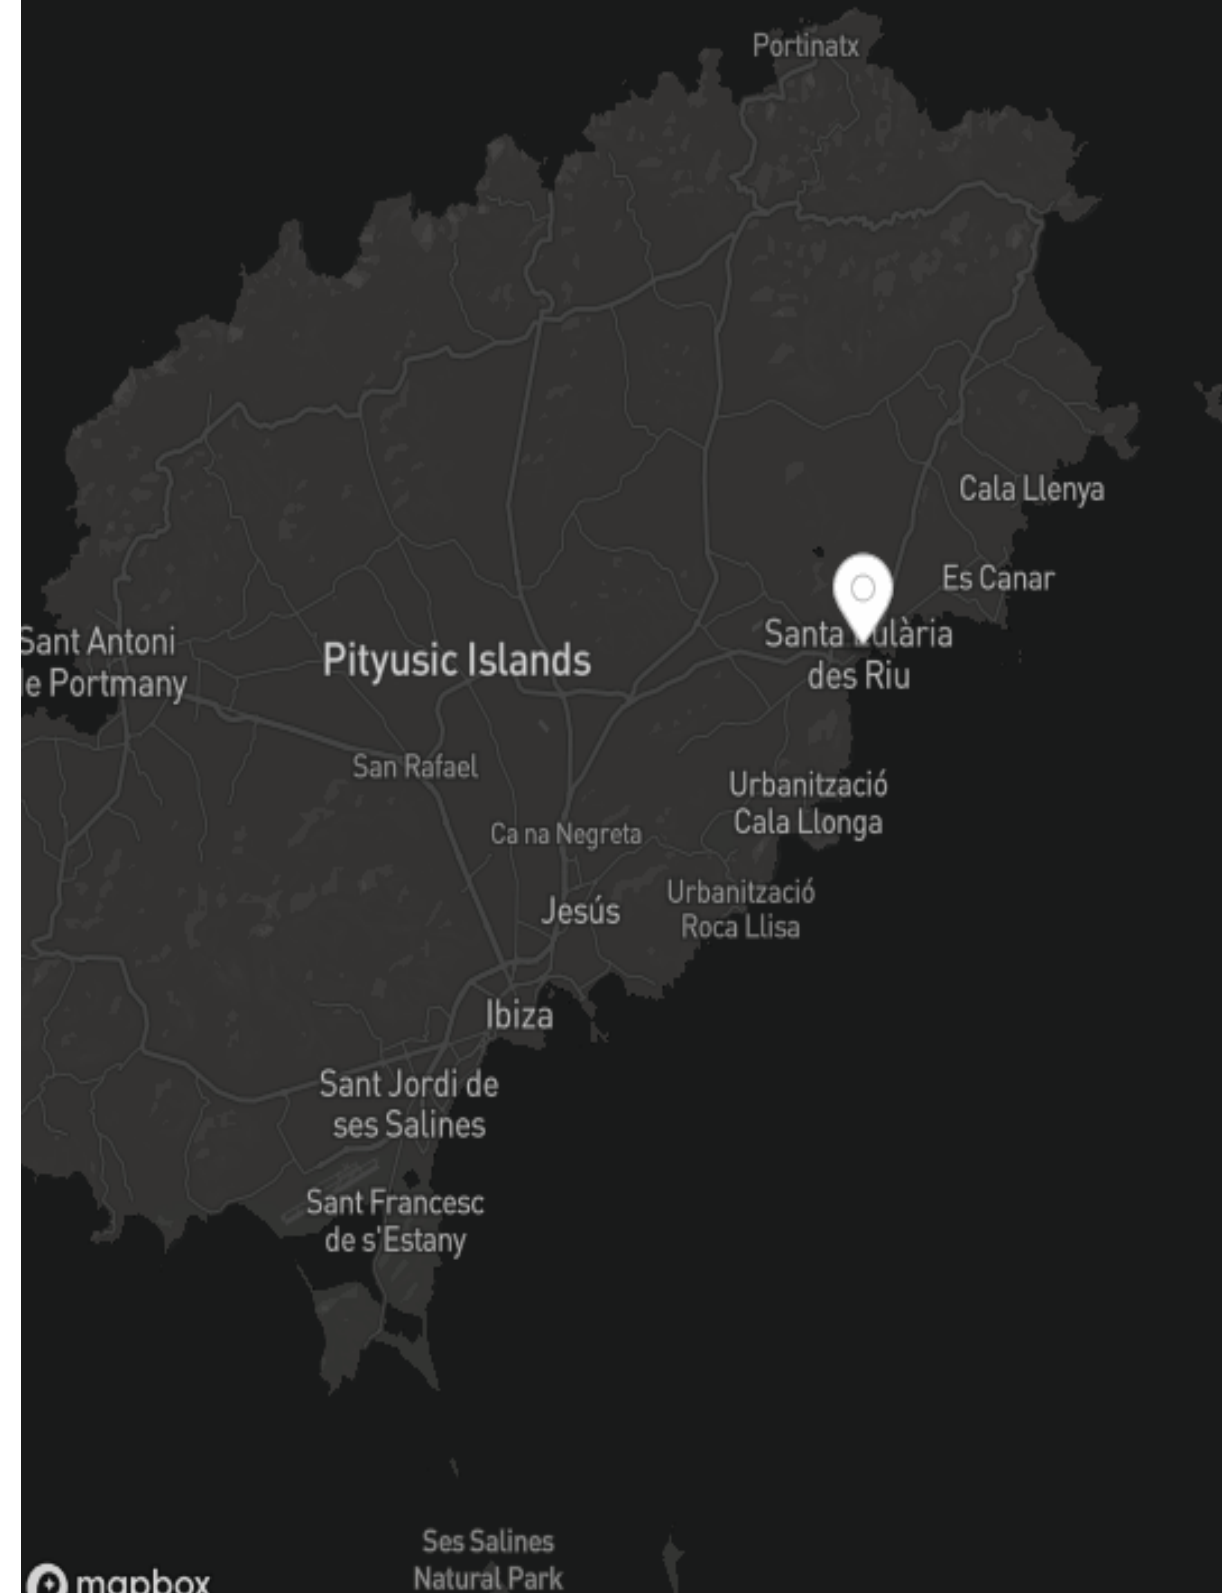 Portinatx
Cala Llenya
Es Canar
Santa Eulària
des Riu
Sant Antoni
de Portmany
Pityusic Islands
San Rafael
Urbanització
Cala Llonga
Ca na Negreta
Urbanització
Roca Llisa
Jesús
Ibiza
Sant Jordi de
ses Salines
Sant Francesc
de s'Estany
Ses Salines
Natural Park
mapbox